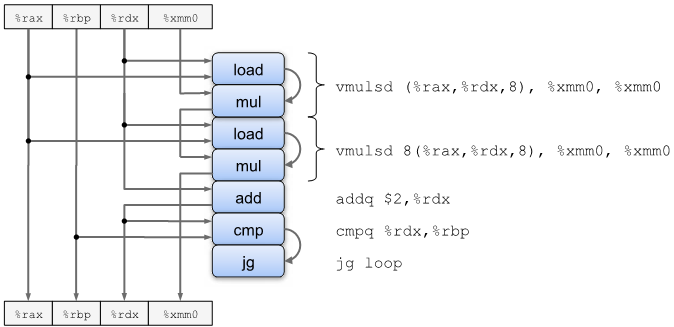 %rax %rbp %rdx %xmm0
load
mul
vmulsd (%rax,%rdx,8), %xmm0, %xmm0
load
mul
vmulsd 8(%rax,%rdx,8), %xmm0, %xmm0
add
addq $2,%rdx
cmp
cmpq %rdx,%rbp
jg
jg loop
%rax %rbp %rdx %xmm0